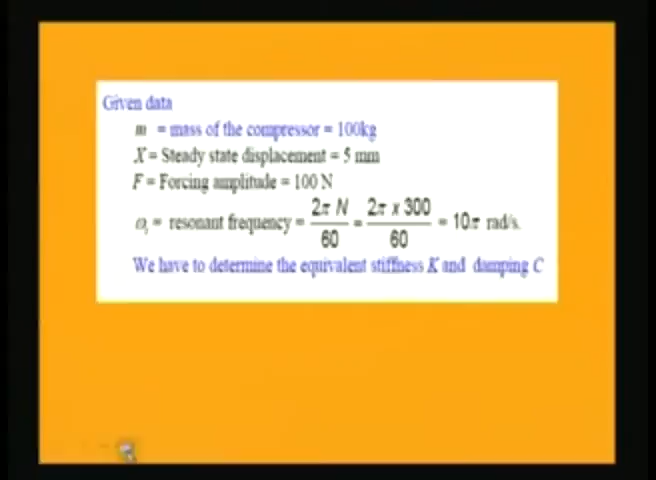 Given data
m = mass of the compressor = 100kg
X = Steady state displacement = 5 mm
F = Forcing amplitude = 100 N
ωr = resonant frequency = 2π N / 60 = 2π x 300 / 60 = 10π rad/s.
We have to determine the equivalent stiffness K and damping C